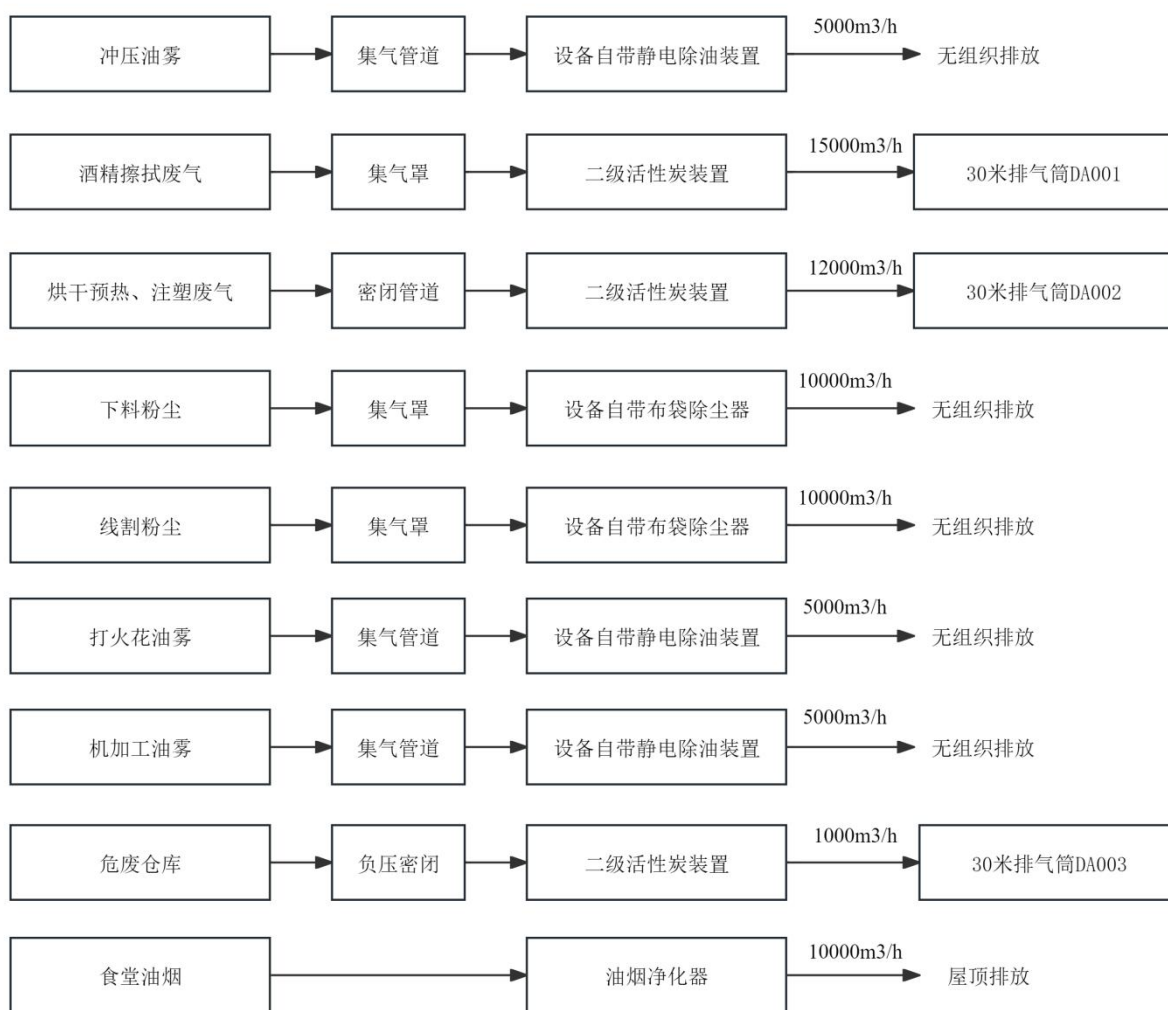 冲压油雾 集气管道 设备自带静电除油装置 5000m3/h 无组织排放
酒精擦拭废气 集气罩 二级活性炭装置 15000m3/h 30米排气筒DA001
烘干预热、注塑废气 密闭管道 二级活性炭装置 12000m3/h 30米排气筒DA002
下料粉尘 集气罩 设备自带布袋除尘器 10000m3/h 无组织排放
线割粉尘 集气罩 设备自带布袋除尘器 10000m3/h 无组织排放
打火花油雾 集气管道 设备自带静电除油装置 5000m3/h 无组织排放
机加工油雾 集气管道 设备自带静电除油装置 5000m3/h 无组织排放
危废仓库 负压密闭 二级活性炭装置 1000m3/h 30米排气筒DA003
食堂油烟 油烟净化器 10000m3/h 屋顶排放